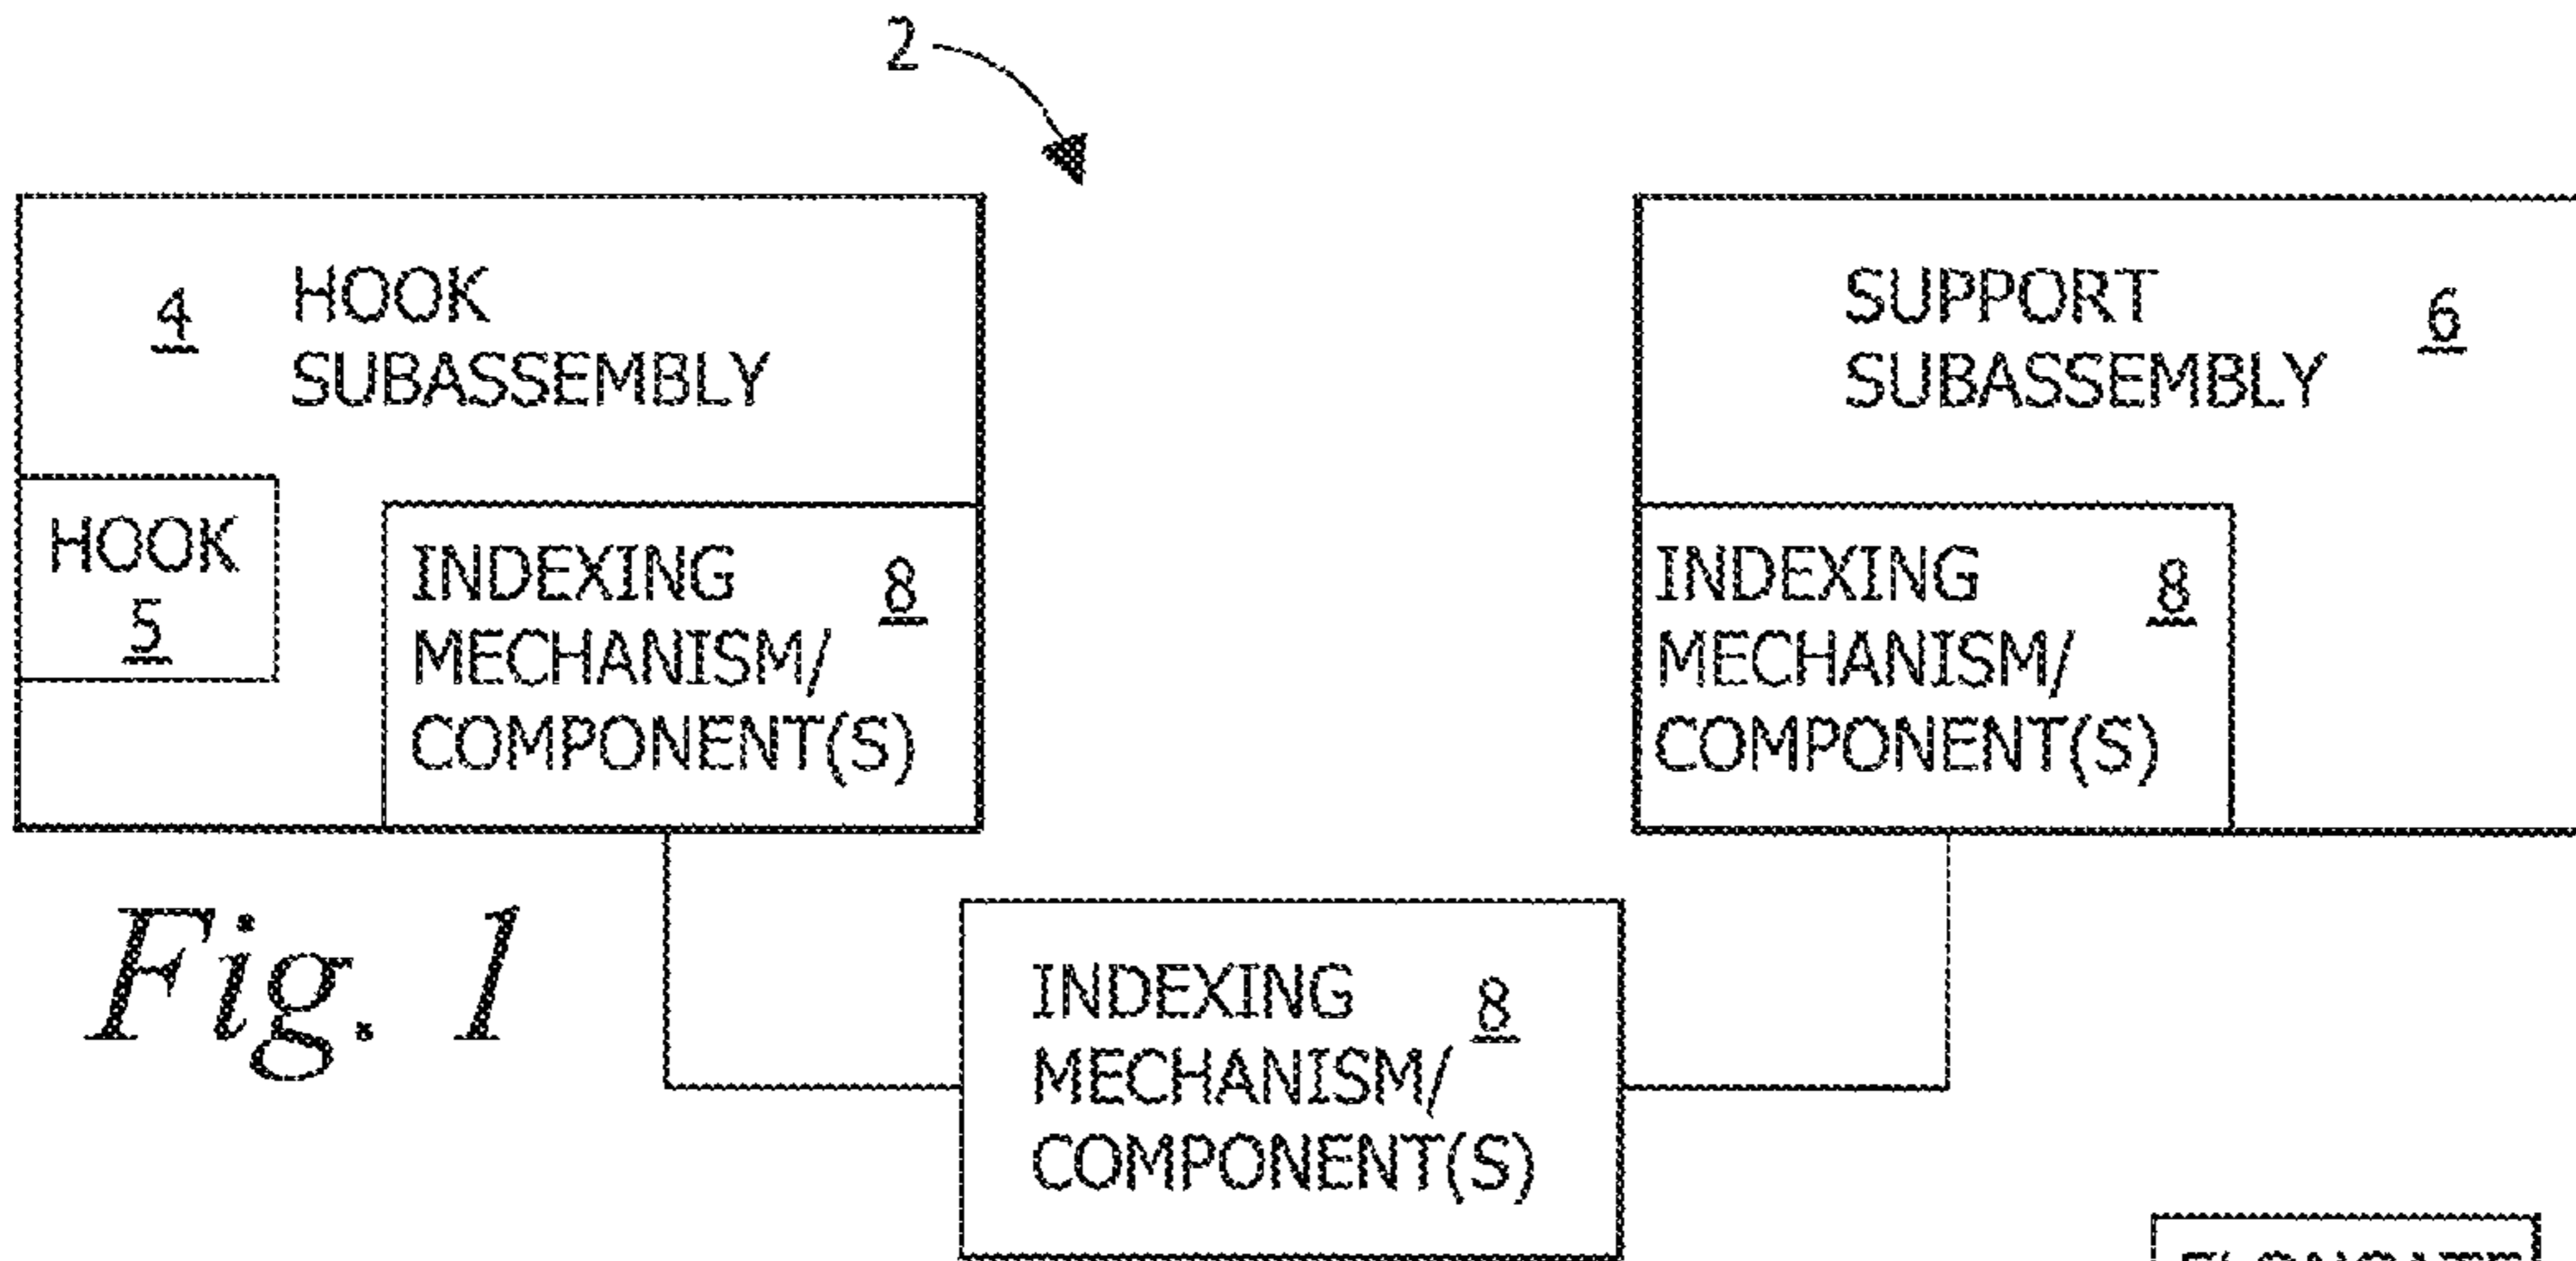 2
4 HOOK
SUBASSEMBLY
HOOK
5
INDEXING 8
MECHANISM/
COMPONENT(S)
SUPPORT 6
SUBASSEMBLY
INDEXING 8
MECHANISM/
COMPONENT(S)
Fig. 1
INDEXING 8
MECHANISM/
COMPONENT(S)